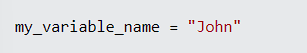 my_variable_name = "John"